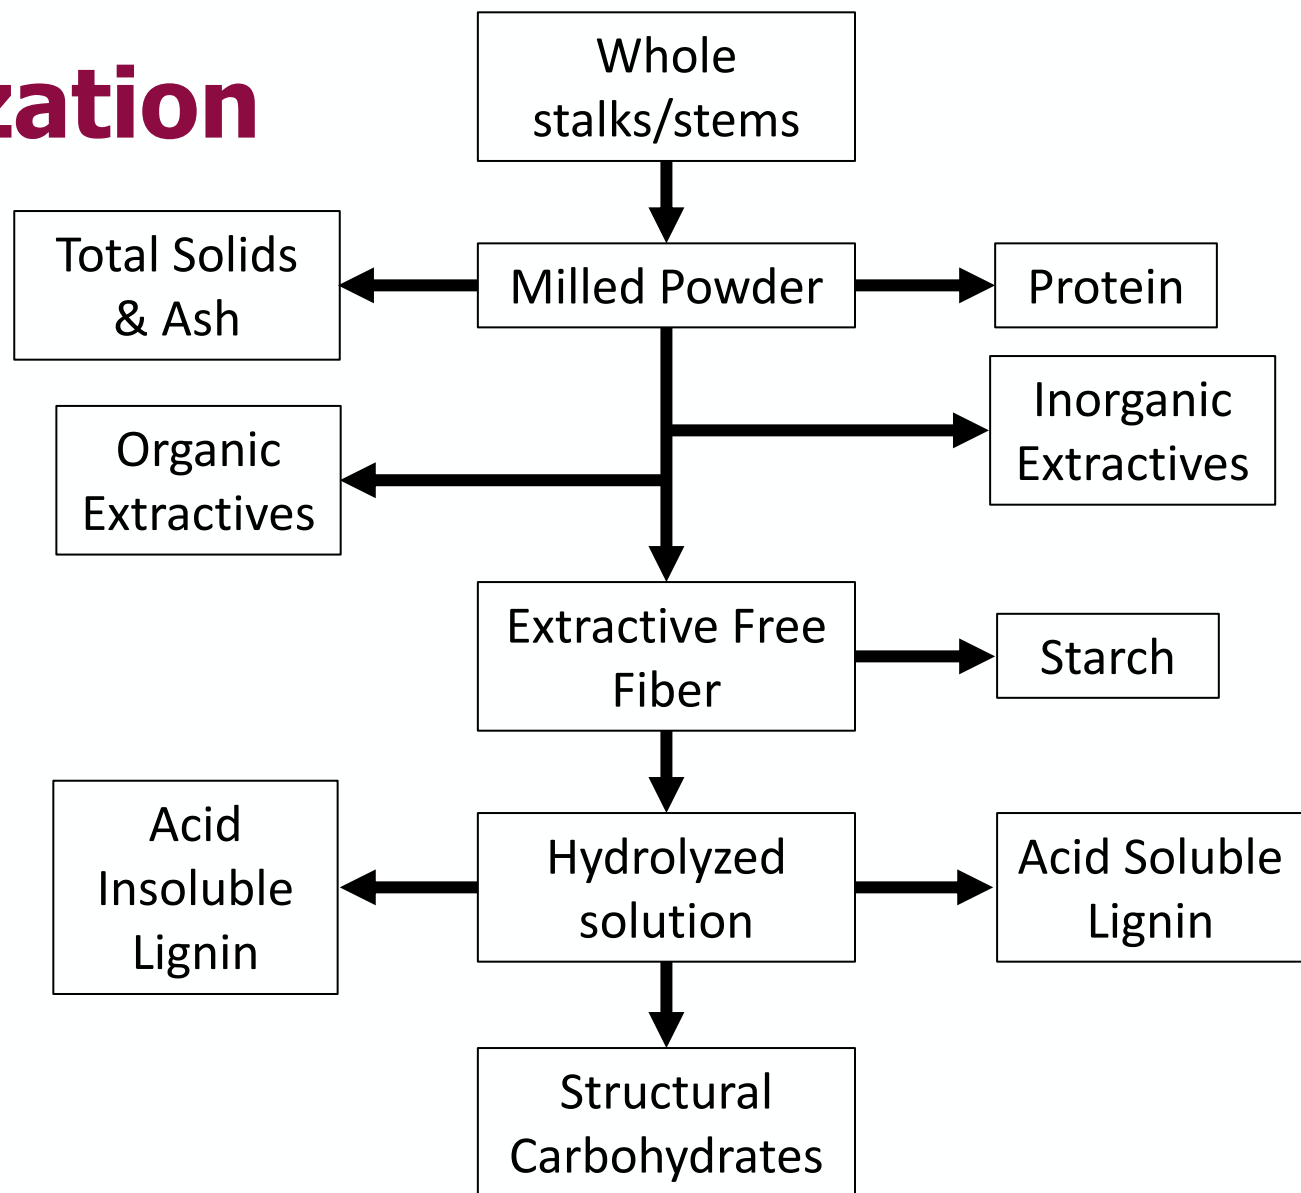 zation
Whole
stalks/stems
Total Solids
& Ash
Milled Powder
Protein
Inorganic
Extractives
Organic
Extractives
Extractive Free
Fiber
Starch
Acid
Insoluble
Lignin
Hydrolyzed
solution
Acid Soluble
Lignin
Structural
Carbohydrates